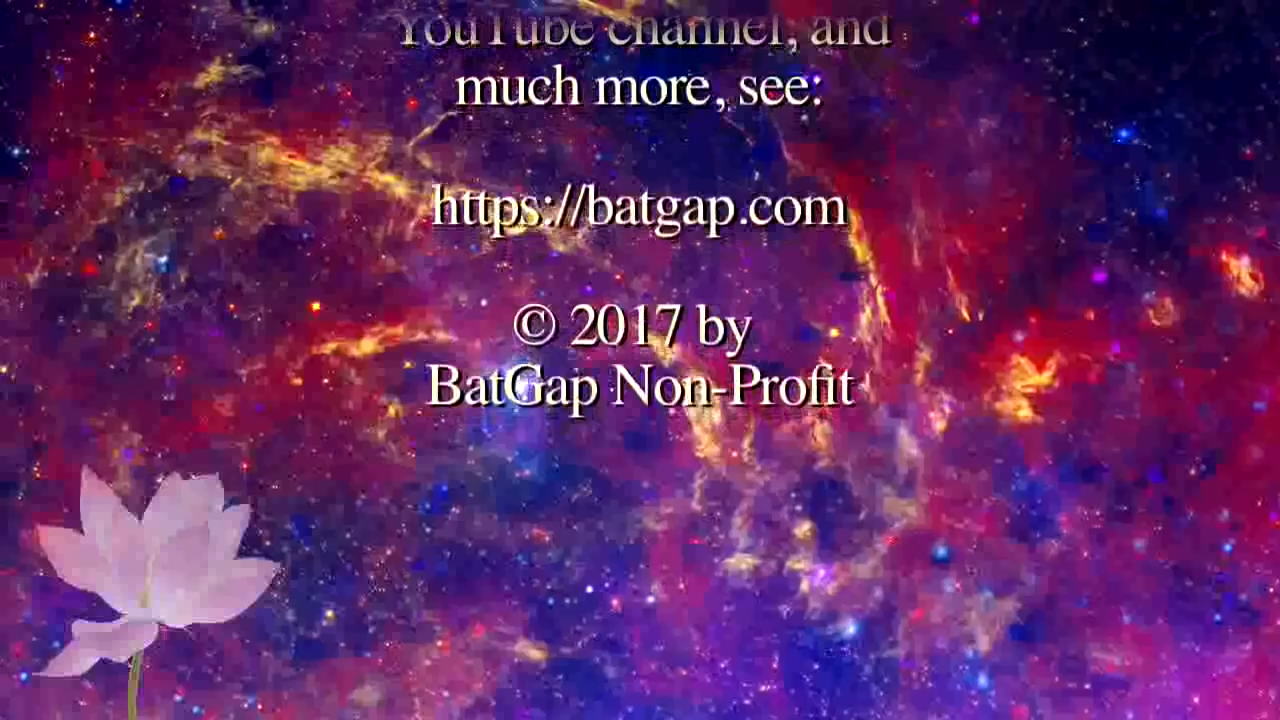 YouTube channel, and
much more, see:
https://batgap.com
© 2017 by
BatGap Non-Profit